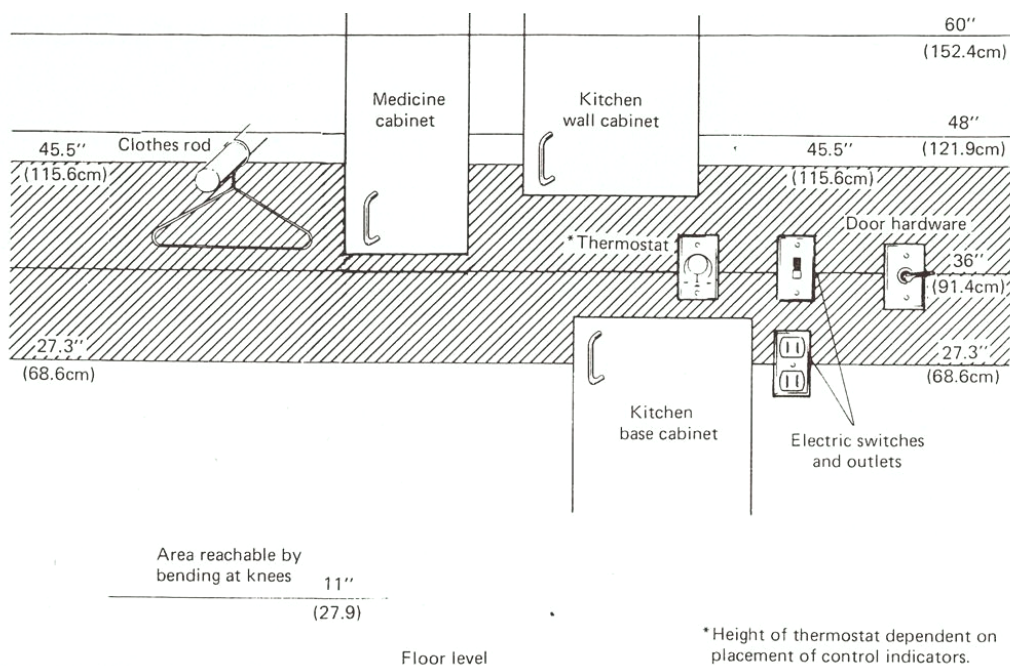 60''
(152.4cm)
Medicine
cabinet
Kitchen
wall cabinet
48''
(121.9cm)
Clothes rod
45.5''
(115.6cm)
45.5''
(115.6cm)
Door hardware
*Thermostat
36''
(91.4cm)
27.3''
(68.6cm)
27.3''
(68.6cm)
Kitchen
base cabinet
Electric switches
and outlets
Area reachable by
bending at knees
11''
(27.9)
Floor level
*Height of thermostat dependent on
placement of control indicators.